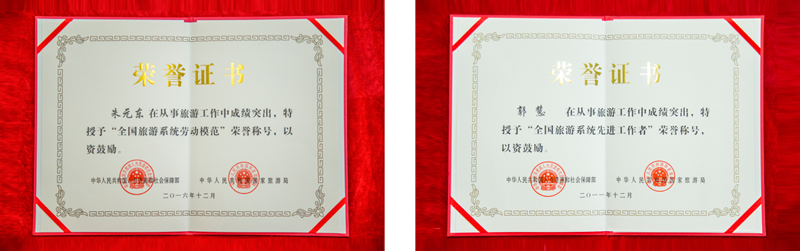 荣誉证书
朱元东在从事旅游工作中成绩突出，特
授予“全国旅游系统劳动模范”荣誉称号，以
资鼓励。
中华人民共和国人力资源和社会保障部 中华人民共和国国家旅游局
二〇一六年十二月
荣誉证书
郭慧 在从事旅游工作中成绩突出，特
授予“全国旅游系统先进工作者”荣誉称号，
以资鼓励。
中华人民共和国人力资源和社会保障部 中华人民共和国国家旅游局
二〇一一年十二月